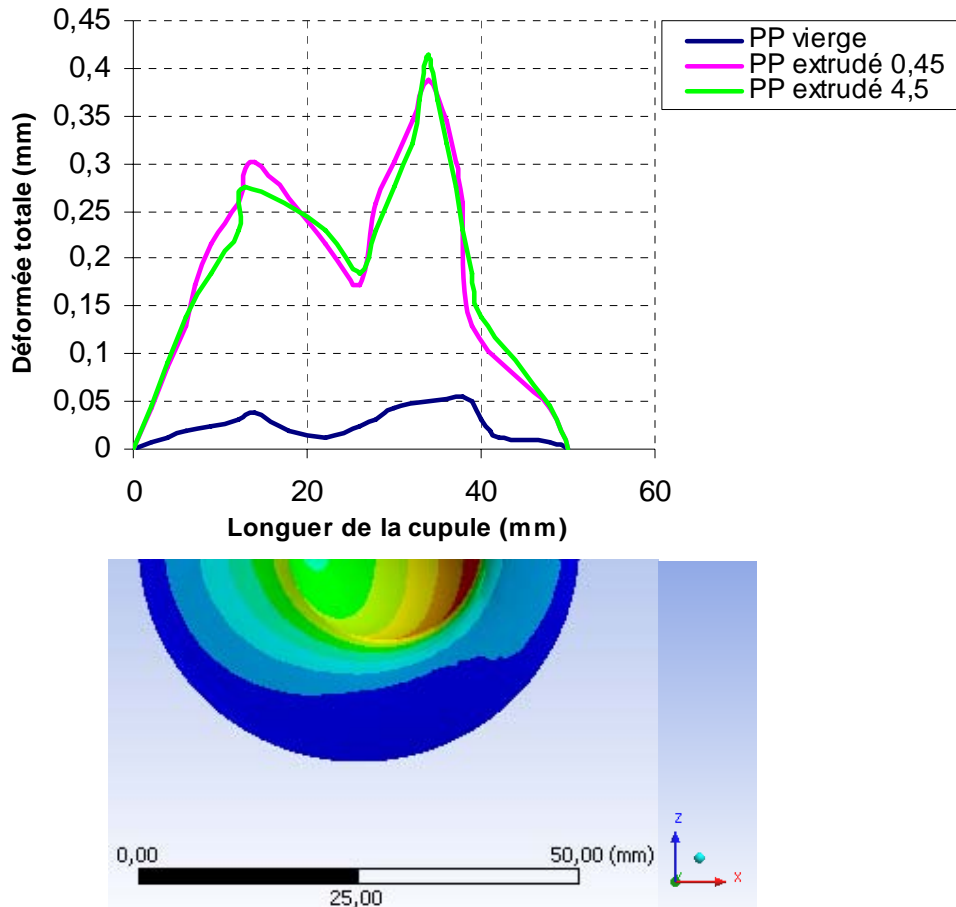 0,45
0,4
0,35
0,3
0,25
0,2
0,15
0,1
0,05
0
Déformée totale (mm)
0 20 40 60
Longuer de la cupule (mm)
PP vierge
PP extrudé 0,45
PP extrudé 4,5
0,00 50,00 (mm)
25,00
Z
Y
X